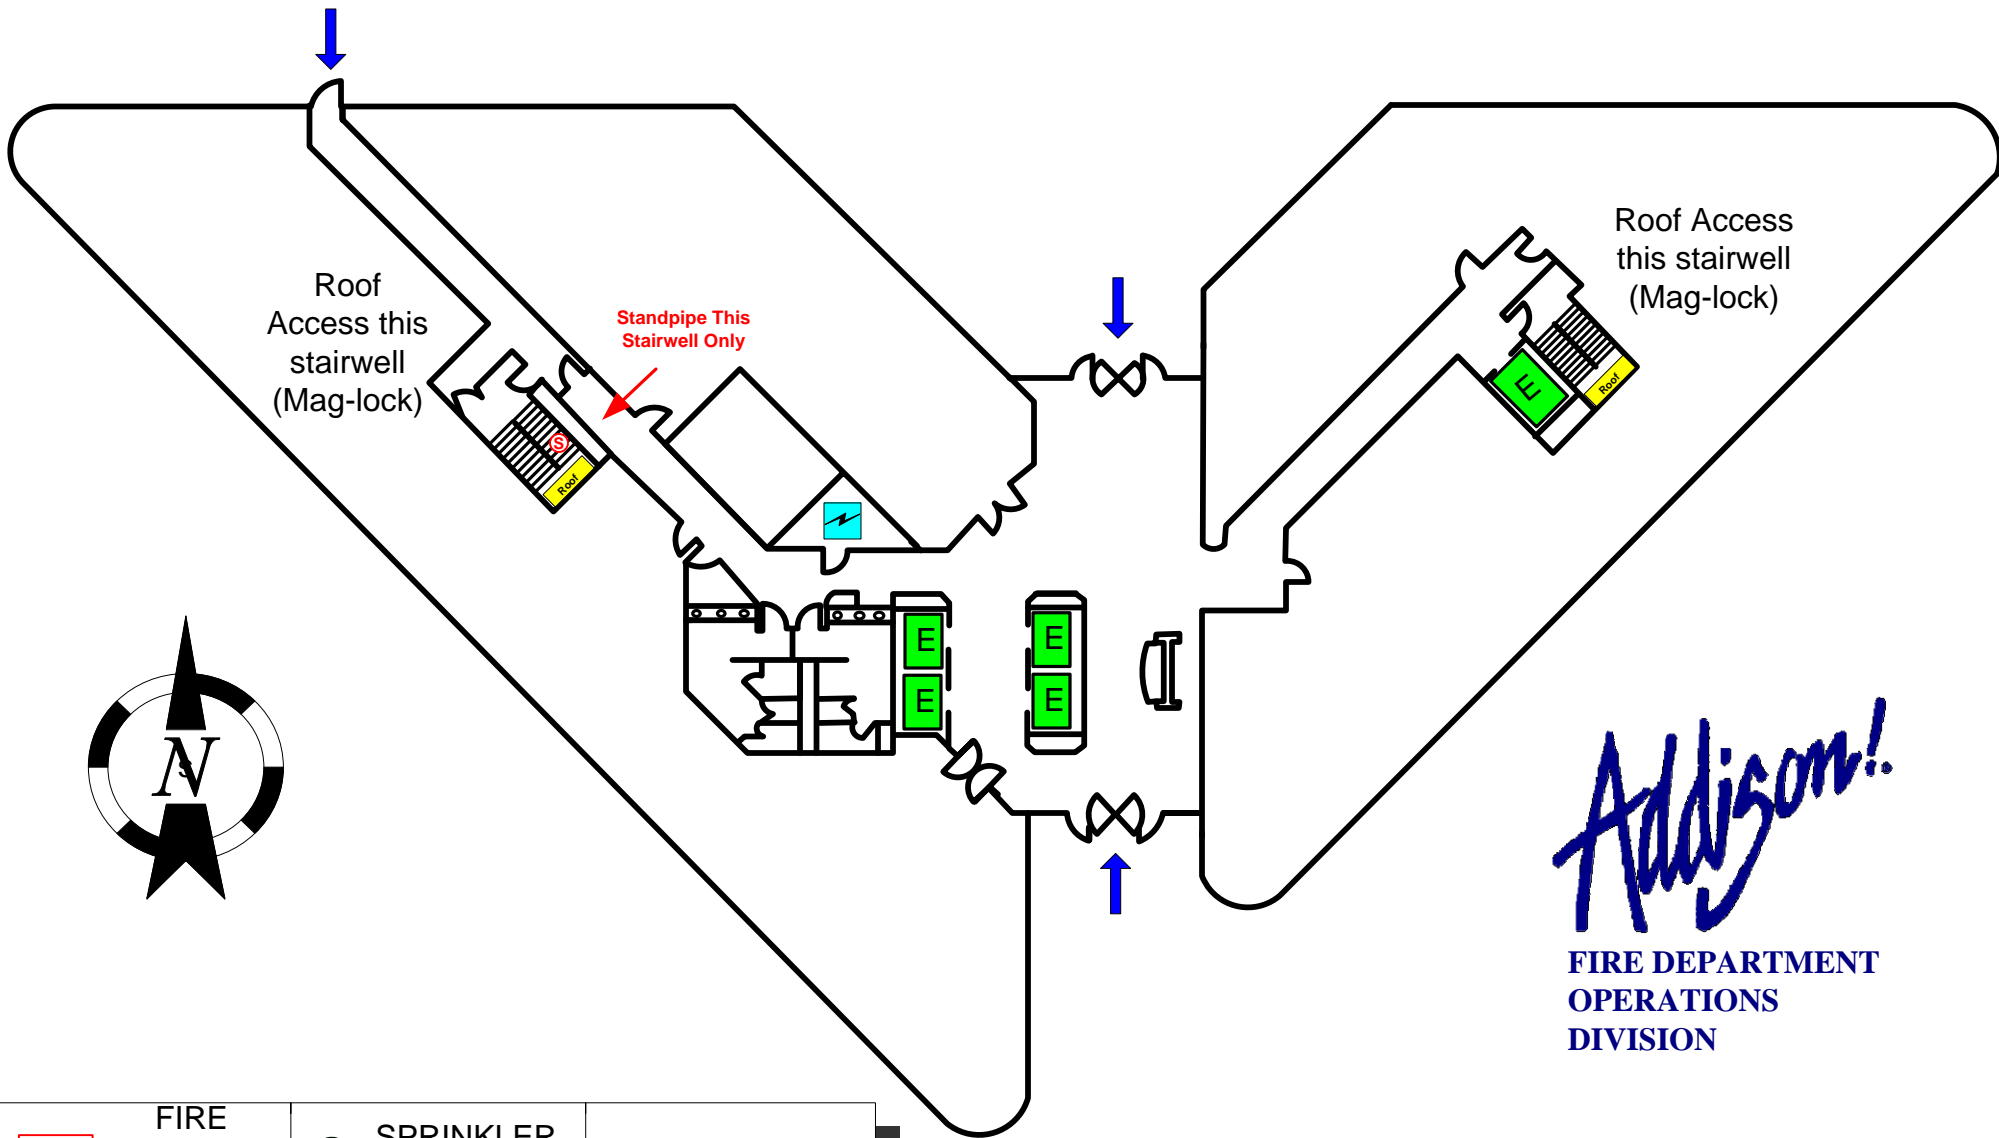 Roof Access
this stairwell
(Mag-lock)
Roof
Access this
stairwell
(Mag-lock)
Standpipe This
Stairwell Only
E
Roof
S
Roof
E
E
E
E
N
S
Addison!
FIRE DEPARTMENT
OPERATIONS
DIVISION
FIRE
SPRINKLER